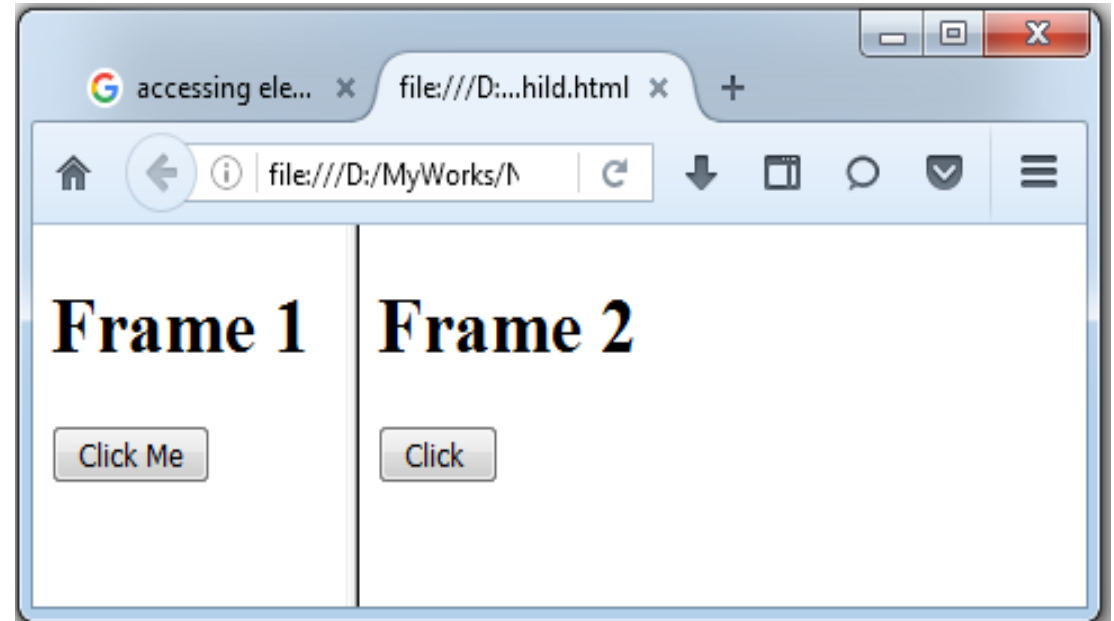 accessing ele... file:///D:...hild.html
file:///D:/MyWorks/N
Frame 1 Frame 2
Click Me Click